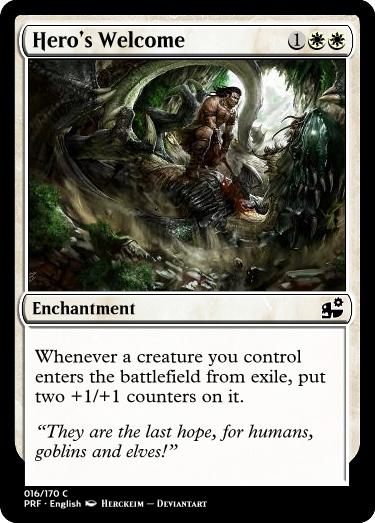 Hero's Welcome 1
Enchantment
Whenever a creature you control
enters the battlefield from exile, put
two +1/+1 counters on it.
"They are the last hope, for humans,
goblins and elves!"
016/170 C
PRF • English Herckeim – Deviantart